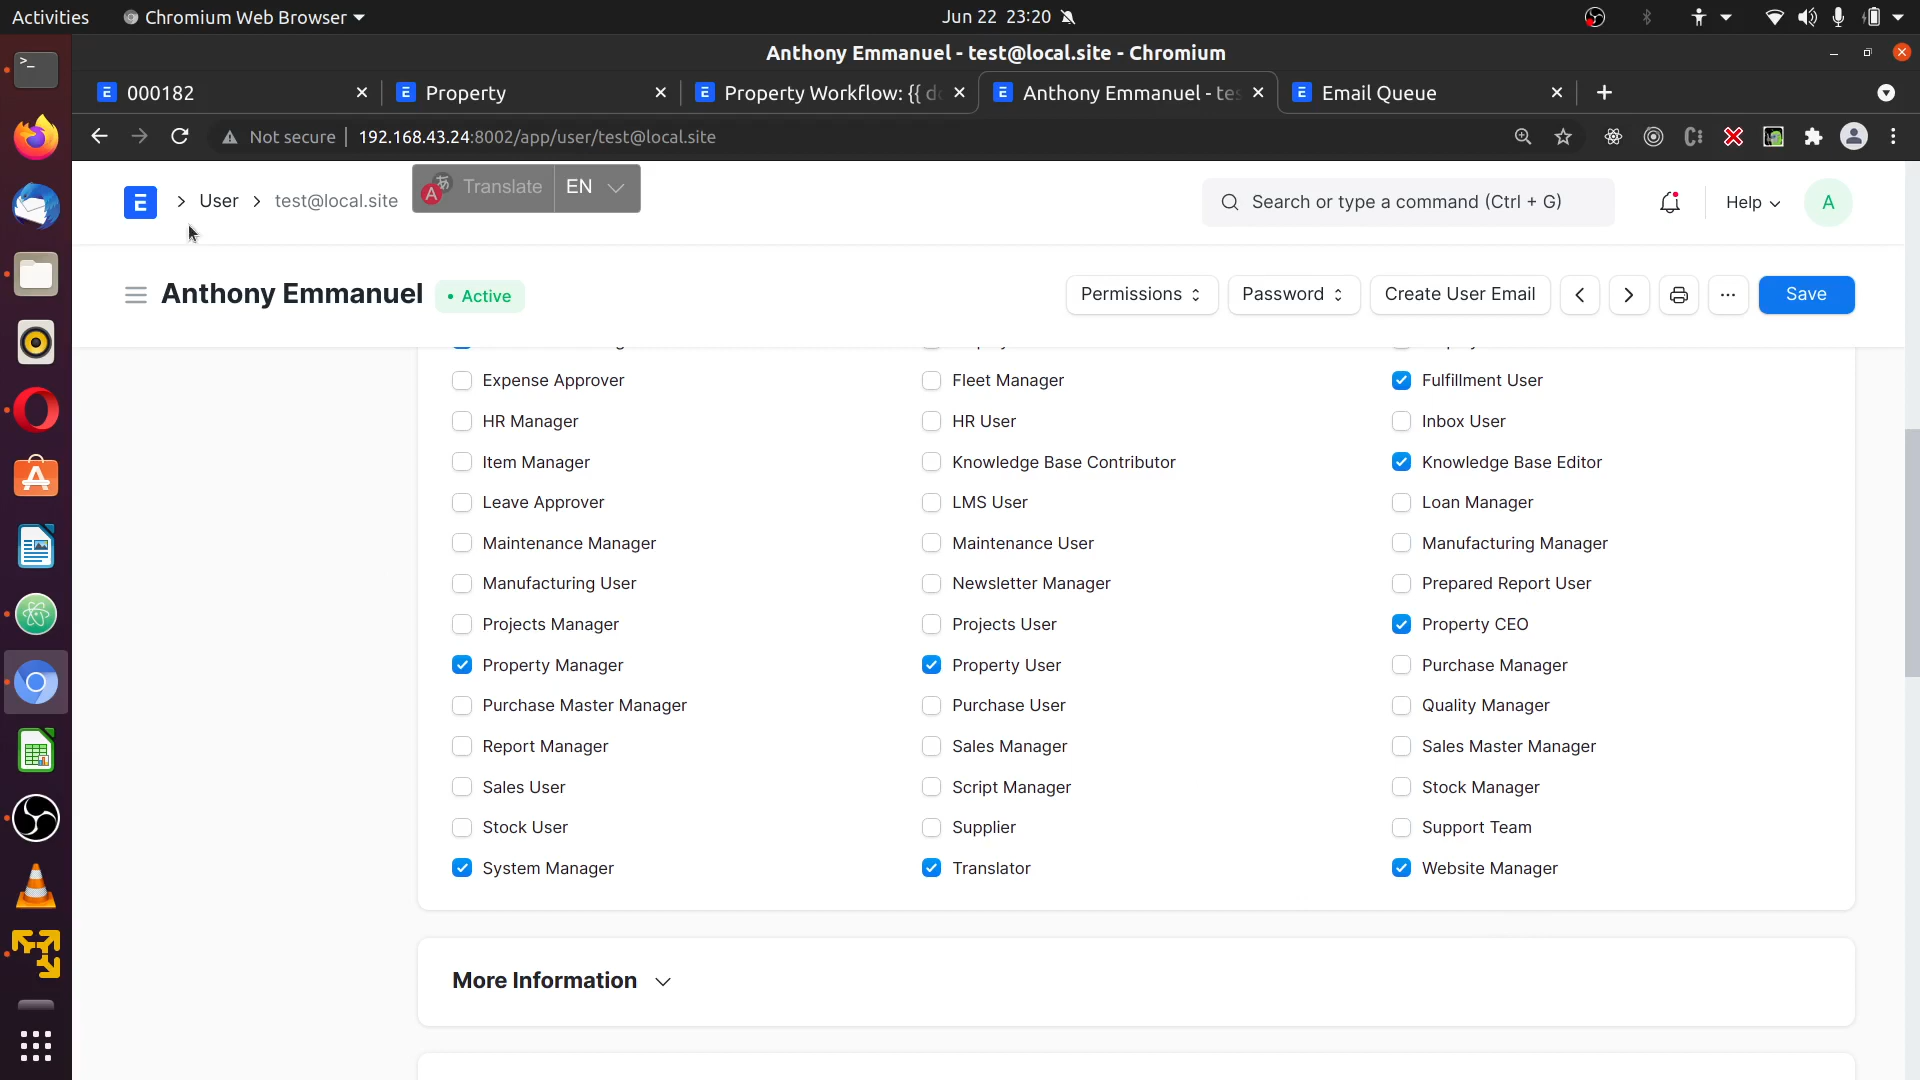 Activities
Chromium Web Browser
Jun 22 23:20
Anthony Emmanuel - test@local.site - Chromium
000182
Property
Property Workflow: {{ d
Anthony Emmanuel - te
Email Queue
Not secure
192.168.43.24:8002/app/user/test@local.site
User
test@local.site
Translate
EN
Search or type a command (Ctrl + G)
Help
A
Anthony Emmanuel
Active
Permissions
Password
Create User Email
Save
Expense Approver
Fleet Manager
Fulfillment User
HR Manager
HR User
Inbox User
Item Manager
Knowledge Base Contributor
Knowledge Base Editor
Leave Approver
LMS User
Loan Manager
Maintenance Manager
Maintenance User
Manufacturing Manager
Manufacturing User
Newsletter Manager
Prepared Report User
Projects Manager
Projects User
Property CEO
Property Manager
Property User
Purchase Manager
Purchase Master Manager
Purchase User
Quality Manager
Report Manager
Sales Manager
Sales Master Manager
Sales User
Script Manager
Stock Manager
Stock User
Supplier
Support Team
System Manager
Translator
Website Manager
More Information